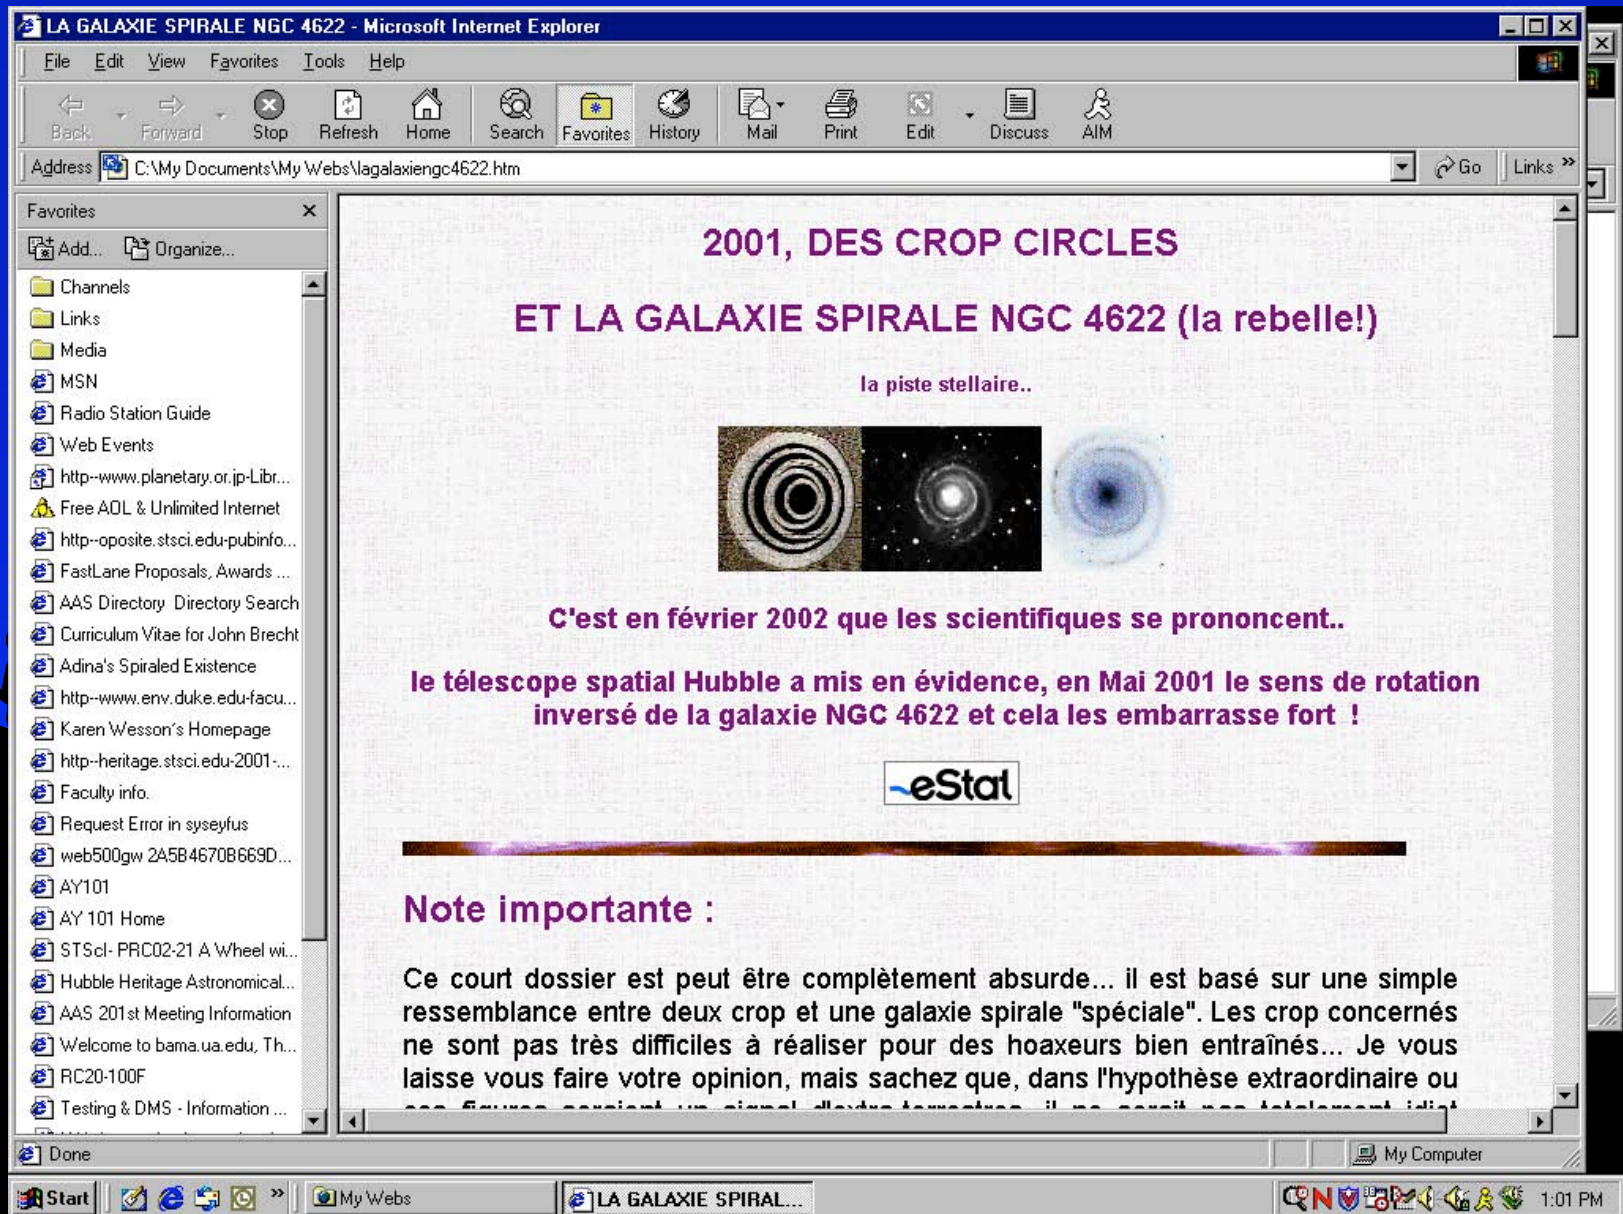 LA GALAXIE SPIRALE NGC 4622 - Microsoft Internet Explorer
File Edit View Favorites Tools Help
Back Forward Stop Refresh Home Search Favorites History Mail Print Edit Discuss AIM
Address C:\My Documents\My Webs\lagalaxiengc4622.htm Go Links »
Favorites
Add... Organize...
Channels
Links
Media
MSN
Radio Station Guide
Web Events
http--www.planetary.or.jp-Libr...
Free AOL & Unlimited Internet
http--oposite.stsci.edu-pubinfo...
FastLane Proposals, Awards ...
AAS Directory Directory Search
Curriculum Vitae for John Brecht
Adina's Spiraled Existence
http--www.env.duke.edu-facu...
Karen Wesson's Homepage
http--heritage.stsci.edu-2001-...
Faculty info.
Request Error in syseyfus
web500gw 2A5B4670B669D...
AY101
AY 101 Home
STScI- PRC02-21 A Wheel wi...
Hubble Heritage Astronomical...
AAS 201st Meeting Information
Welcome to bama.ua.edu, Th...
RC20-100F
Testing & DMS - Information ...
2001, DES CROP CIRCLES
ET LA GALAXIE SPIRALE NGC 4622 (la rebelle!)
la piste stellaire..
C'est en février 2002 que les scientifiques se prononcent..
le télescope spatial Hubble a mis en évidence, en Mai 2001 le sens de rotation
inversé de la galaxie NGC 4622 et cela les embarrasse fort !
eStat
Note importante :
Ce court dossier est peut être complètement absurde... il est basé sur une simple
ressemblance entre deux crop et une galaxie spirale "spéciale". Les crop concernés
ne sont pas très difficiles à réaliser pour des hoaxeurs bien entraînés... Je vous
laisse vous faire votre opinion, mais sachez que, dans l'hypothèse extraordinaire ou
Done My Computer
Start » My Webs LA GALAXIE SPIRAL... 1:01 PM